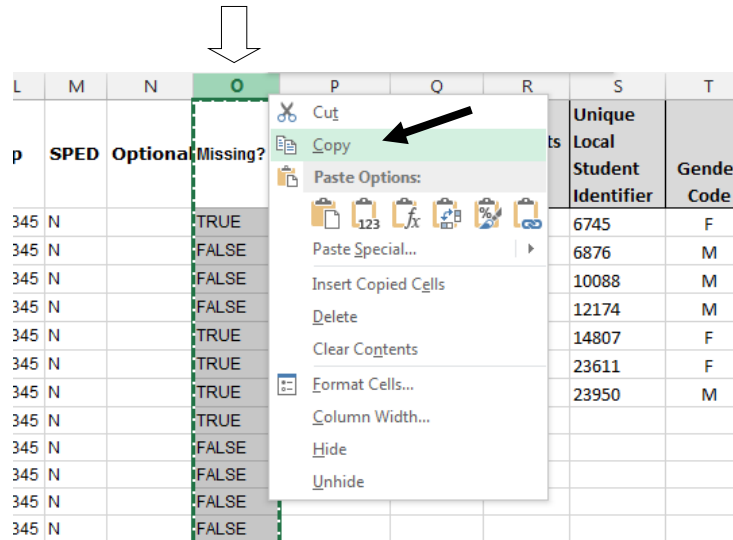 L M N O P Q R S T
p SPED Optional Missing? ts Unique Local Student Identifier Gende Code
345 N TRUE 6745 F
345 N FALSE 6876 M
345 N FALSE 10088 M
345 N FALSE 12174 M
345 N TRUE 14807 F
345 N TRUE 23611 F
345 N TRUE 23950 M
345 N TRUE
345 N FALSE
345 N FALSE
345 N FALSE
345 N FALSE
Cut
Copy
Paste Options:
123 fx %
Paste Special...
Insert Copied Cells
Delete
Clear Contents
Format Cells...
Column Width...
Hide
Unhide